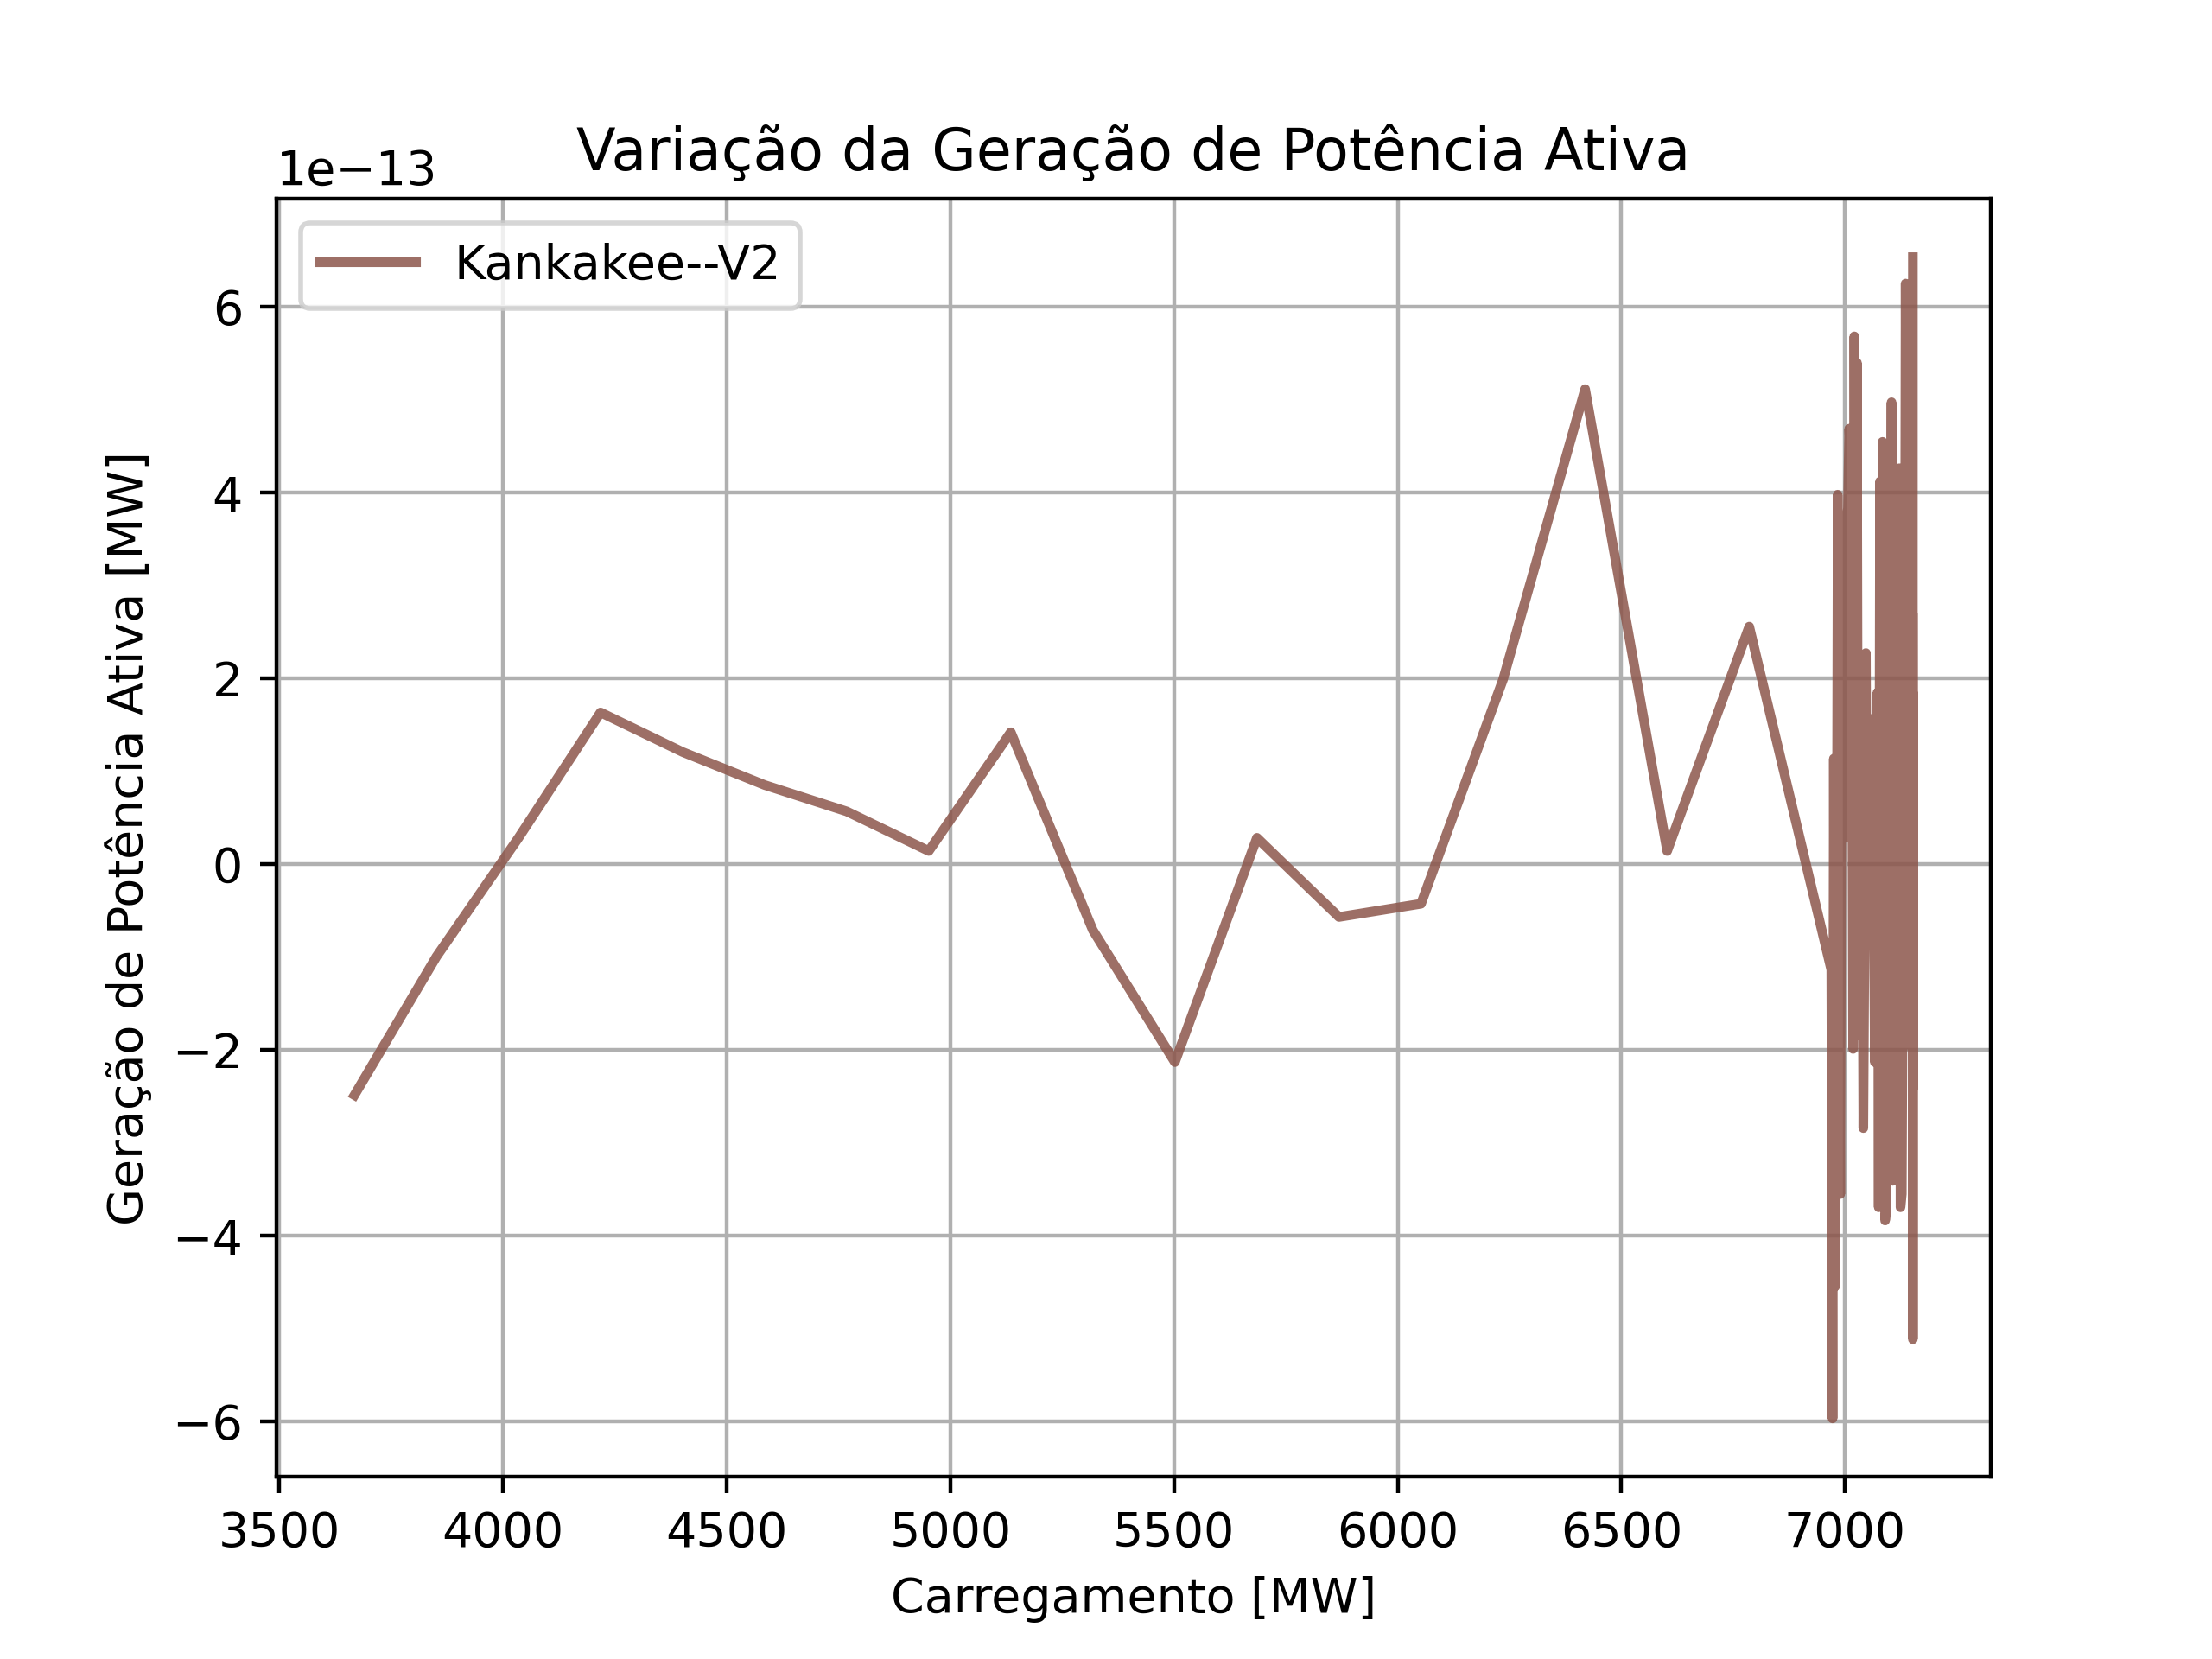 Variação da Geração de Potência Ativa
1e−13
Kankakee--V2
Geração de Potência Ativa [MW]
6
4
2
0
−2
−4
−6
3500 4000 4500 5000 5500 6000 6500 7000
Carregamento [MW]